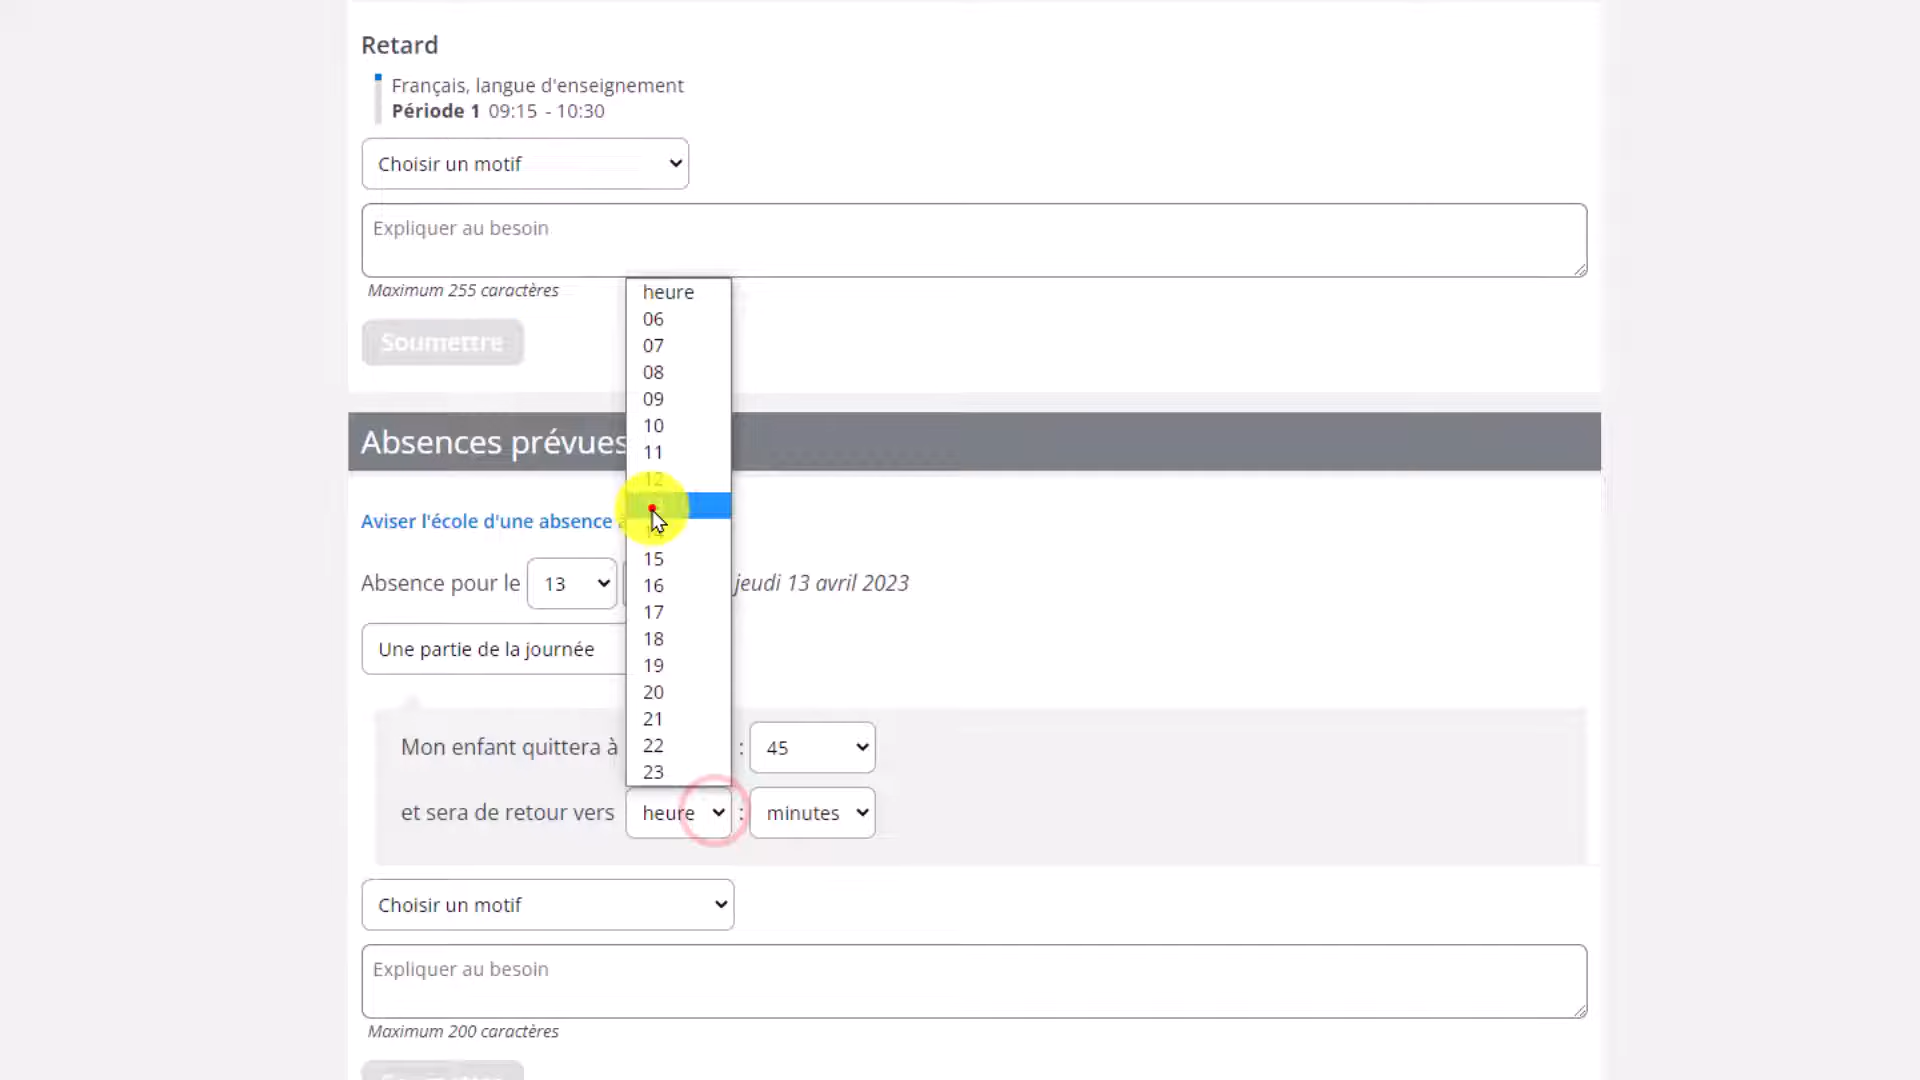 Retard
Français, langue d'enseignement
Période 1 09:15 - 10:30
Choisir un motif
Expliquer au besoin
Maximum 255 caractères
Soumettre
heure
06
07
08
09
10
11
12
14
15
16
17
18
19
20
21
22
23
Absences prévues
Aviser l'école d'une absence
Absence pour le 13 jeudi 13 avril 2023
Une partie de la journée
Mon enfant quittera à : 45
et sera de retour vers heure : minutes
Choisir un motif
Expliquer au besoin
Maximum 200 caractères